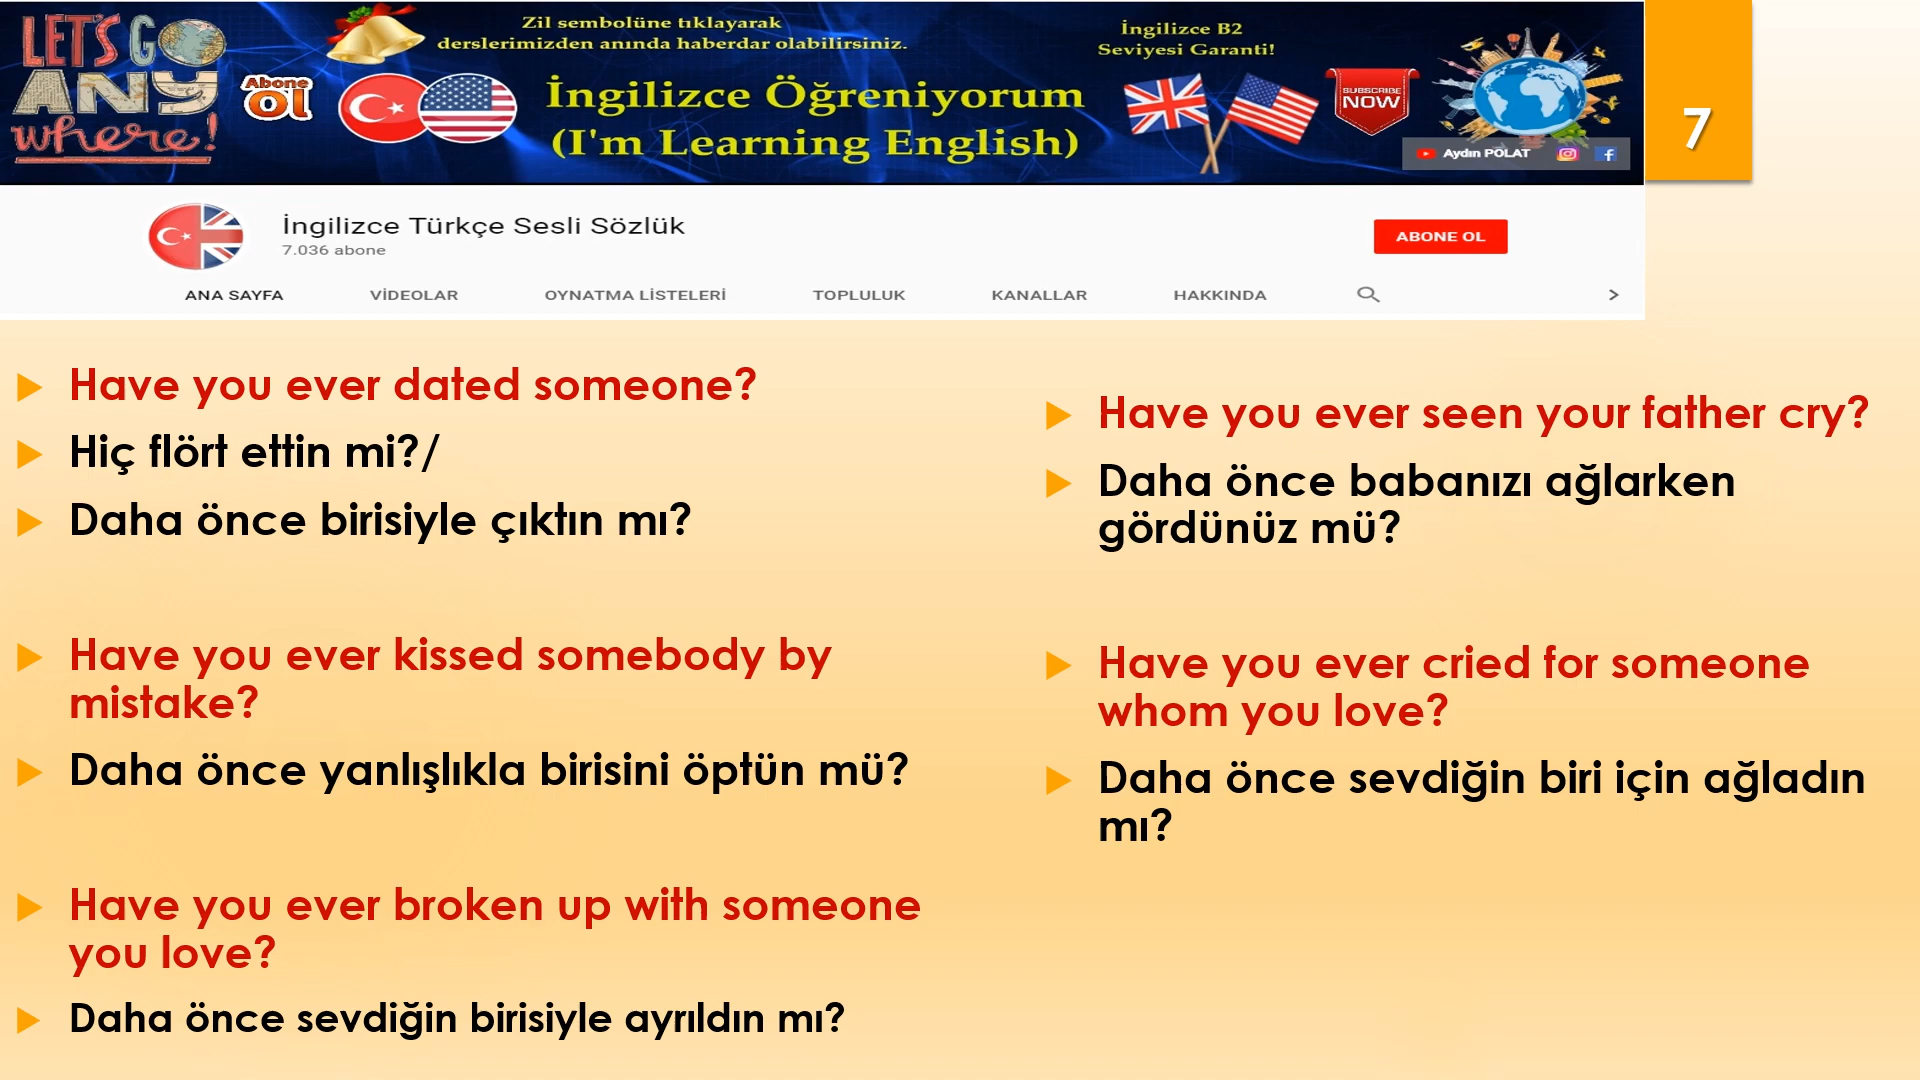 LET'S GO
ANY
where!
Abone
OL
Zil sembolüne tıklayarak
derslerimizden anında haberdar olabilirsiniz.
İngilizce Öğreniyorum
(I'm Learning English)
İngilizce B2
Seviyesi Garanti!
SUBSCRIBE
NOW
Aydın POLAT
7
İngilizce Türkçe Sesli Sözlük
7.036 abone
ABONE OL
ANA SAYFA VİDEOLAR OYNATMA LİSTELERİ TOPLULUK KANALLAR HAKKINDA
Have you ever dated someone?
Hiç flört ettin mi?/
Daha önce birisiyle çıktın mı?
Have you ever kissed somebody by
mistake?
Daha önce yanlışlıkla birisini öptün mü?
Have you ever broken up with someone
you love?
Daha önce sevdiğin birisiyle ayrıldın mı?
Have you ever seen your father cry?
Daha önce babanızı ağlarken
gördünüz mü?
Have you ever cried for someone
whom you love?
Daha önce sevdiğin biri için ağladın
mı?